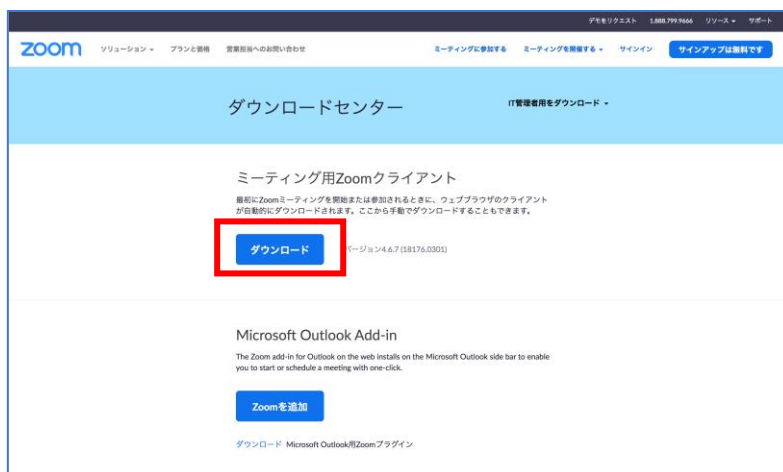 デモをリクエスト 1.888.799.9666 リソース サポート
zoom ソリューション プランと価格 営業担当へのお問い合わせ ミーティングに参加する ミーティングを開催する サインイン サインアップは無料です
ダウンロードセンター IT管理者用をダウンロード
ミーティング用Zoomクライアント
最初にZoomミーティングを開始または参加されるときに、ウェブブラウザのクライアント
が自動的にダウンロードされます。ここから手動でダウンロードすることもできます。
ダウンロード バージョン4.6.7 (18176.0301)
Microsoft Outlook Add-in
The Zoom add-in for Outlook on the web installs on the Microsoft Outlook side bar to enable
you to start or schedule a meeting with one-click.
Zoomを追加
ダウンロード Microsoft Outlook用Zoomプラグイン